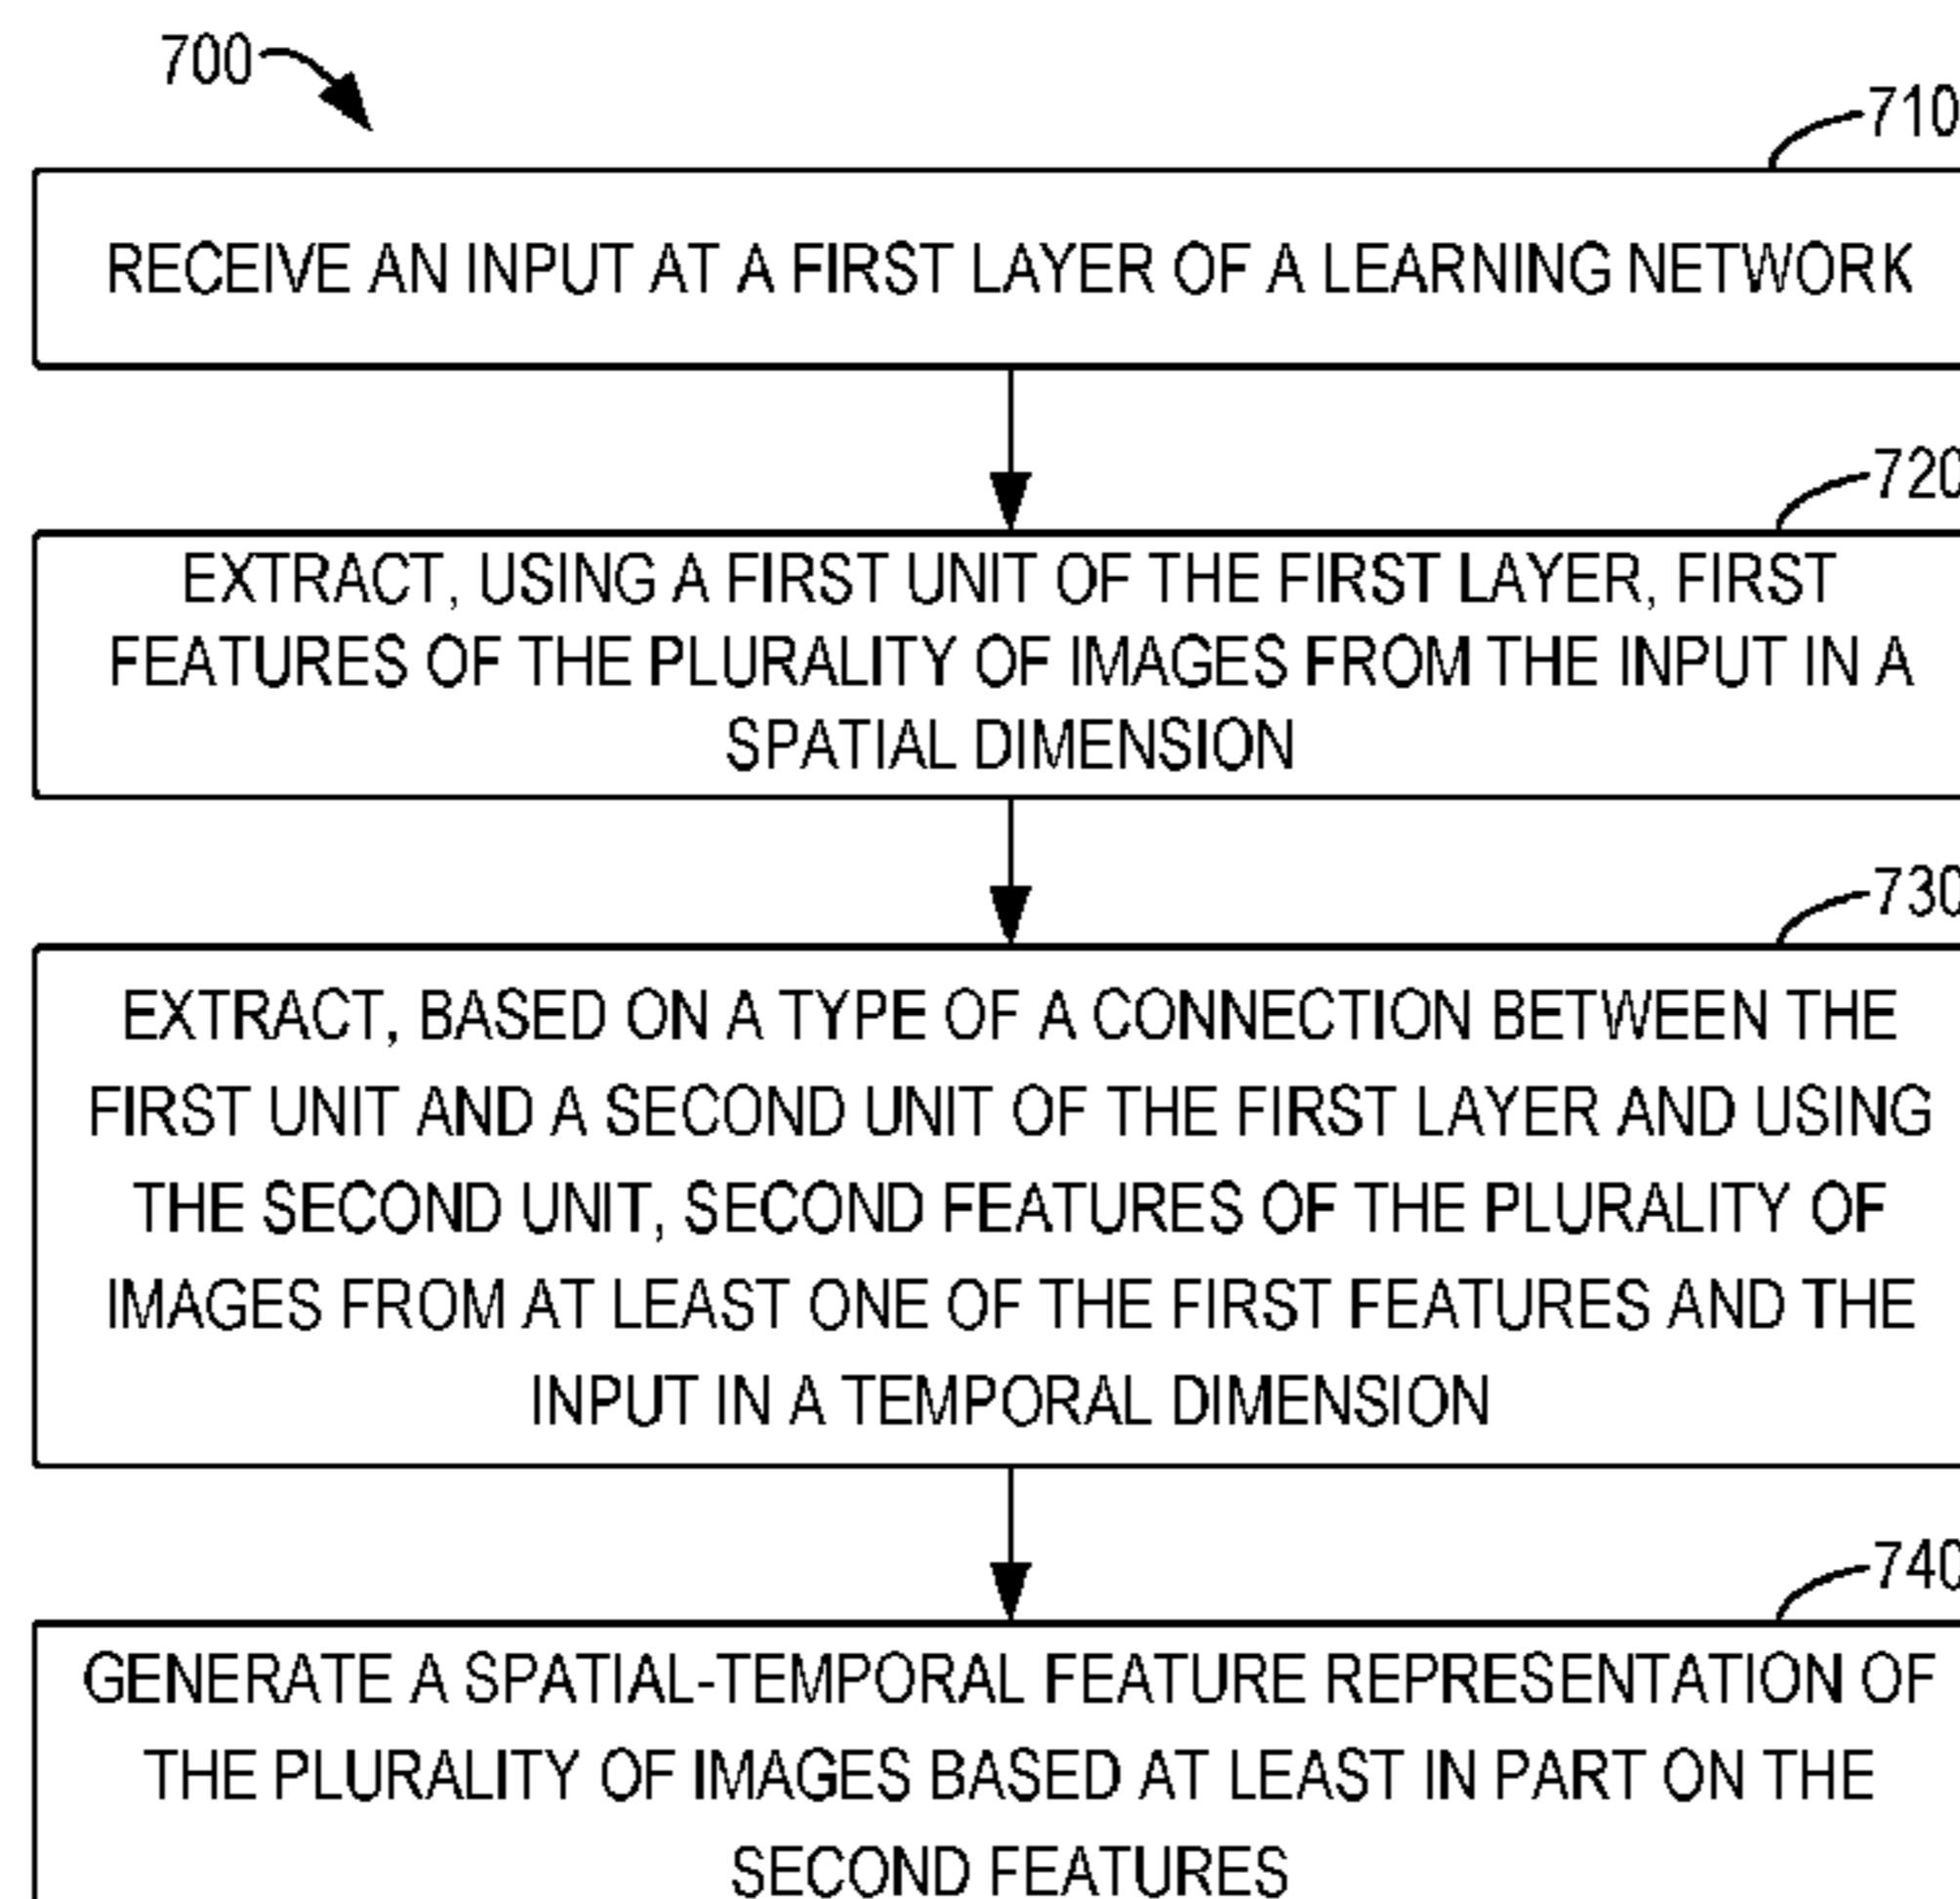 700
710
RECEIVE AN INPUT AT A FIRST LAYER OF A LEARNING NETWORK
720
EXTRACT, USING A FIRST UNIT OF THE FIRST LAYER, FIRST
FEATURES OF THE PLURALITY OF IMAGES FROM THE INPUT IN A
SPATIAL DIMENSION
730
EXTRACT, BASED ON A TYPE OF A CONNECTION BETWEEN THE
FIRST UNIT AND A SECOND UNIT OF THE FIRST LAYER AND USING
THE SECOND UNIT, SECOND FEATURES OF THE PLURALITY OF
IMAGES FROM AT LEAST ONE OF THE FIRST FEATURES AND THE
INPUT IN A TEMPORAL DIMENSION
740
GENERATE A SPATIAL-TEMPORAL FEATURE REPRESENTATION OF
THE PLURALITY OF IMAGES BASED AT LEAST IN PART ON THE
SECOND FEATURES